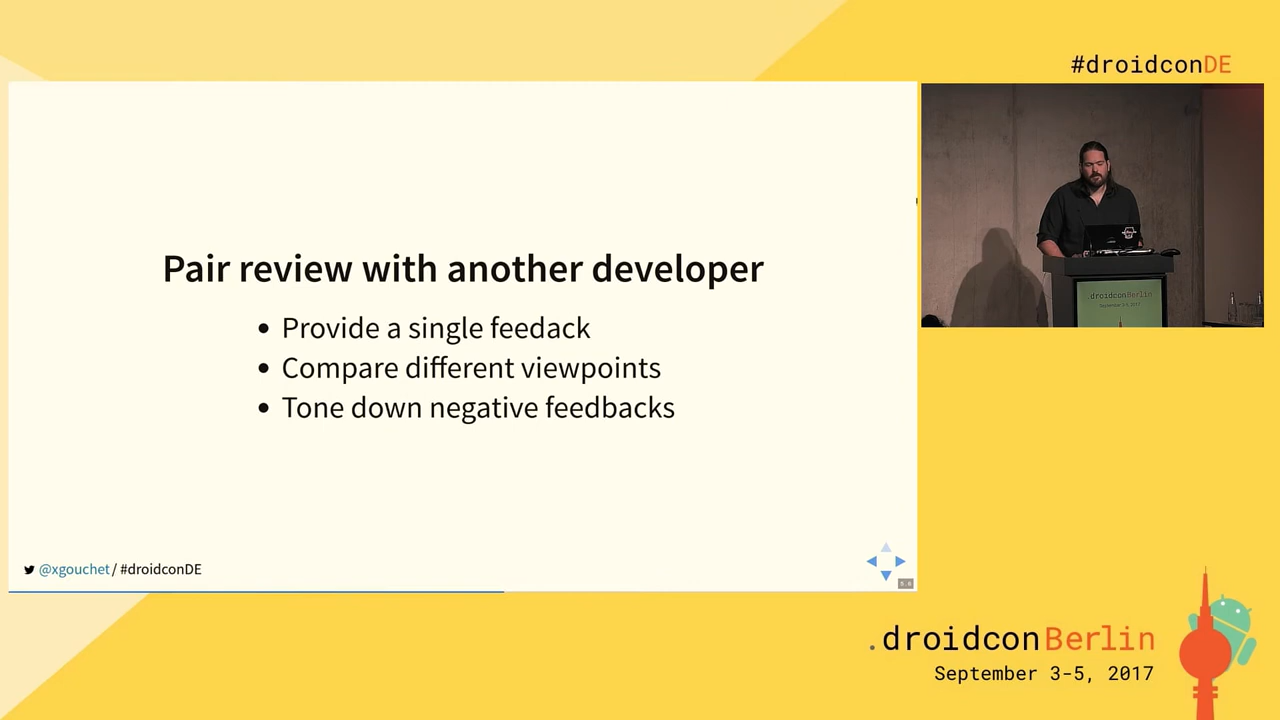 #droidconDE
Pair review with another developer
Provide a single feedack
Compare different viewpoints
Tone down negative feedbacks
@xgouchet / #droidconDE
.droidconBerlin
.droidconBerlin
September 3-5, 2017